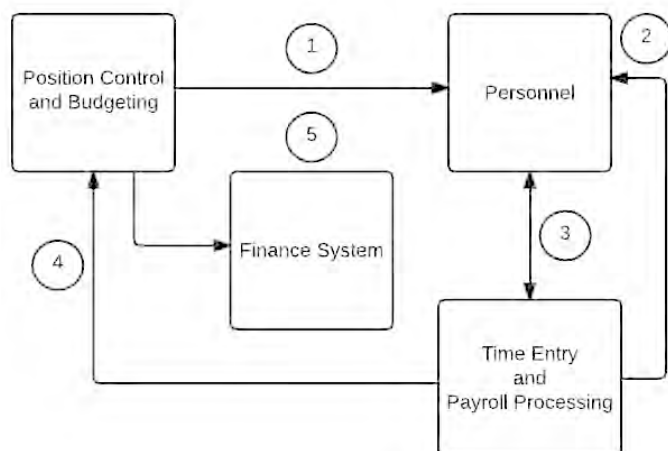 1
2
Position Control
and Budgeting
Personnel
5
3
4
Finance System
Time Entry
and
Payroll Processing